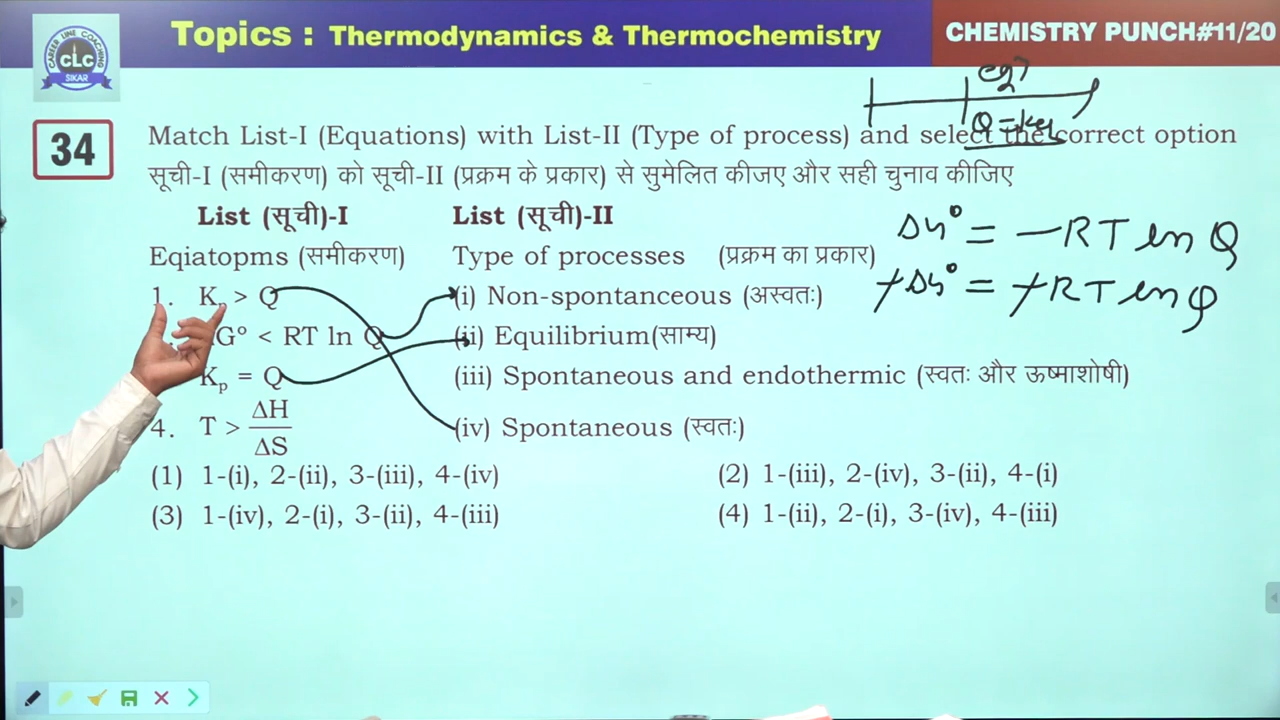 CAREER LINE COACHING
CLC
SIKAR
Topics : Thermodynamics & Thermochemistry
CHEMISTRY PUNCH#11/20
eq?
Q = keq
34
Match List-I (Equations) with List-II (Type of process) and select the correct option
सूची-I (समीकरण) को सूची-II (प्रक्रम के प्रकार) से सुमेलित कीजए और सही चुनाव कीजिए
List (सूची)-I List (सूची)-II
Eqiatopms (समीकरण) Type of processes (प्रक्रम का प्रकार)
1. Kp > Q (i) Non-spontanceous (अस्वतः)
G° < RT ln Q (ii) Equilibrium(साम्य)
Kp = Q (iii) Spontaneous and endothermic (स्वतः और ऊष्माशोषी)
4. T > ΔH/ΔS (iv) Spontaneous (स्वतः)
(1) 1-(i), 2-(ii), 3-(iii), 4-(iv) (2) 1-(iii), 2-(iv), 3-(ii), 4-(i)
(3) 1-(iv), 2-(i), 3-(ii), 4-(iii) (4) 1-(ii), 2-(i), 3-(iv), 4-(iii)
ΔG° = -RT ln Q
+ΔG° = +RT ln Q